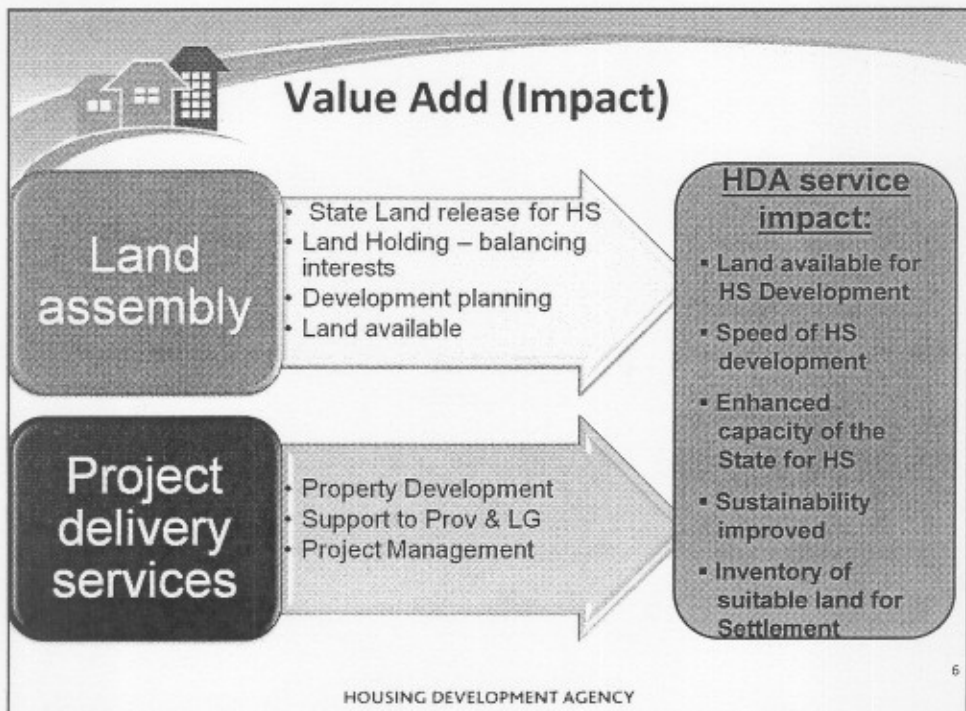 Value Add (Impact)
Land
assembly
• State Land release for HS
• Land Holding – balancing
interests
• Development planning
• Land available
Project
delivery
services
• Property Development
• Support to Prov & LG
• Project Management
HDA service
impact:
▪ Land available for
HS Development
▪ Speed of HS
development
▪ Enhanced
capacity of the
State for HS
▪ Sustainability
improved
▪ Inventory of
suitable land for
Settlement
6
HOUSING DEVELOPMENT AGENCY